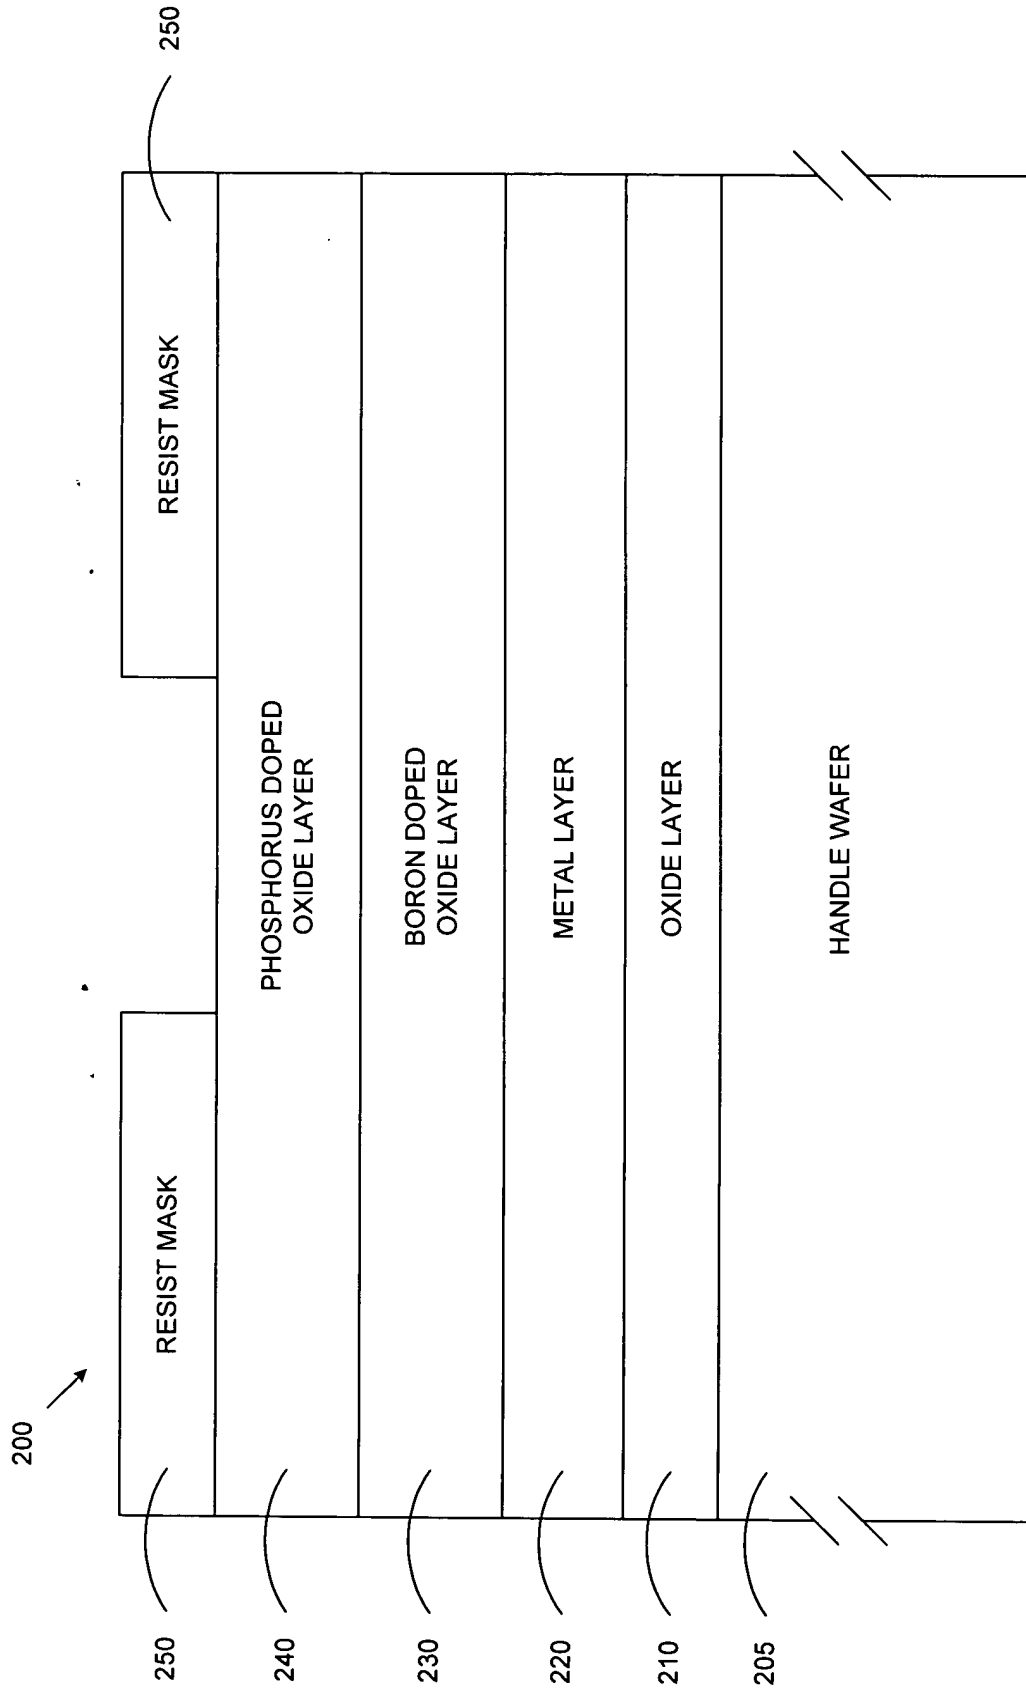 200
250
RESIST MASK
RESIST MASK
250
240
PHOSPHORUS DOPED
OXIDE LAYER
230
BORON DOPED
OXIDE LAYER
220
METAL LAYER
210
OXIDE LAYER
205
HANDLE WAFER